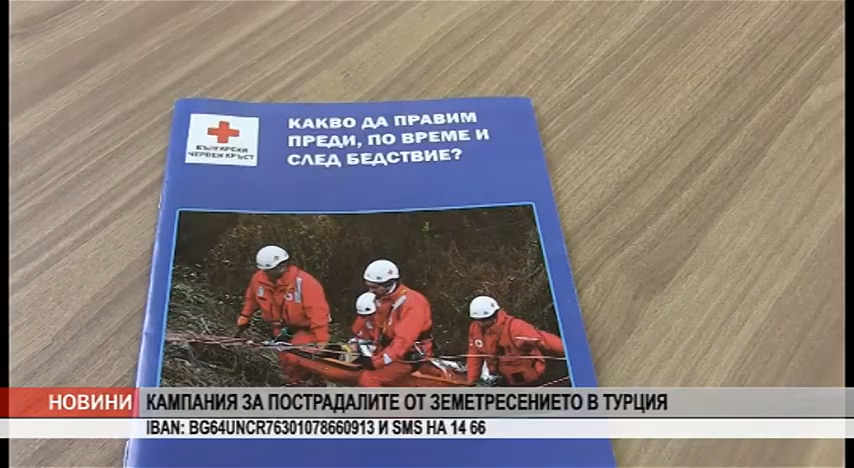 БЪЛГАРСКИ
ЧЕРВЕН КРЪСТ
КАКВО ДА ПРАВИМ
ПРЕДИ, ПО ВРЕМЕ И
СЛЕД БЕДСТВИЕ?
НОВИНИ
КАМПАНИЯ ЗА ПОСТРАДАЛИТЕ ОТ ЗЕМЕТРЕСЕНИЕТО В ТУРЦИЯ
IBAN: BG64UNCR76301078660913 И SMS НА 14 66